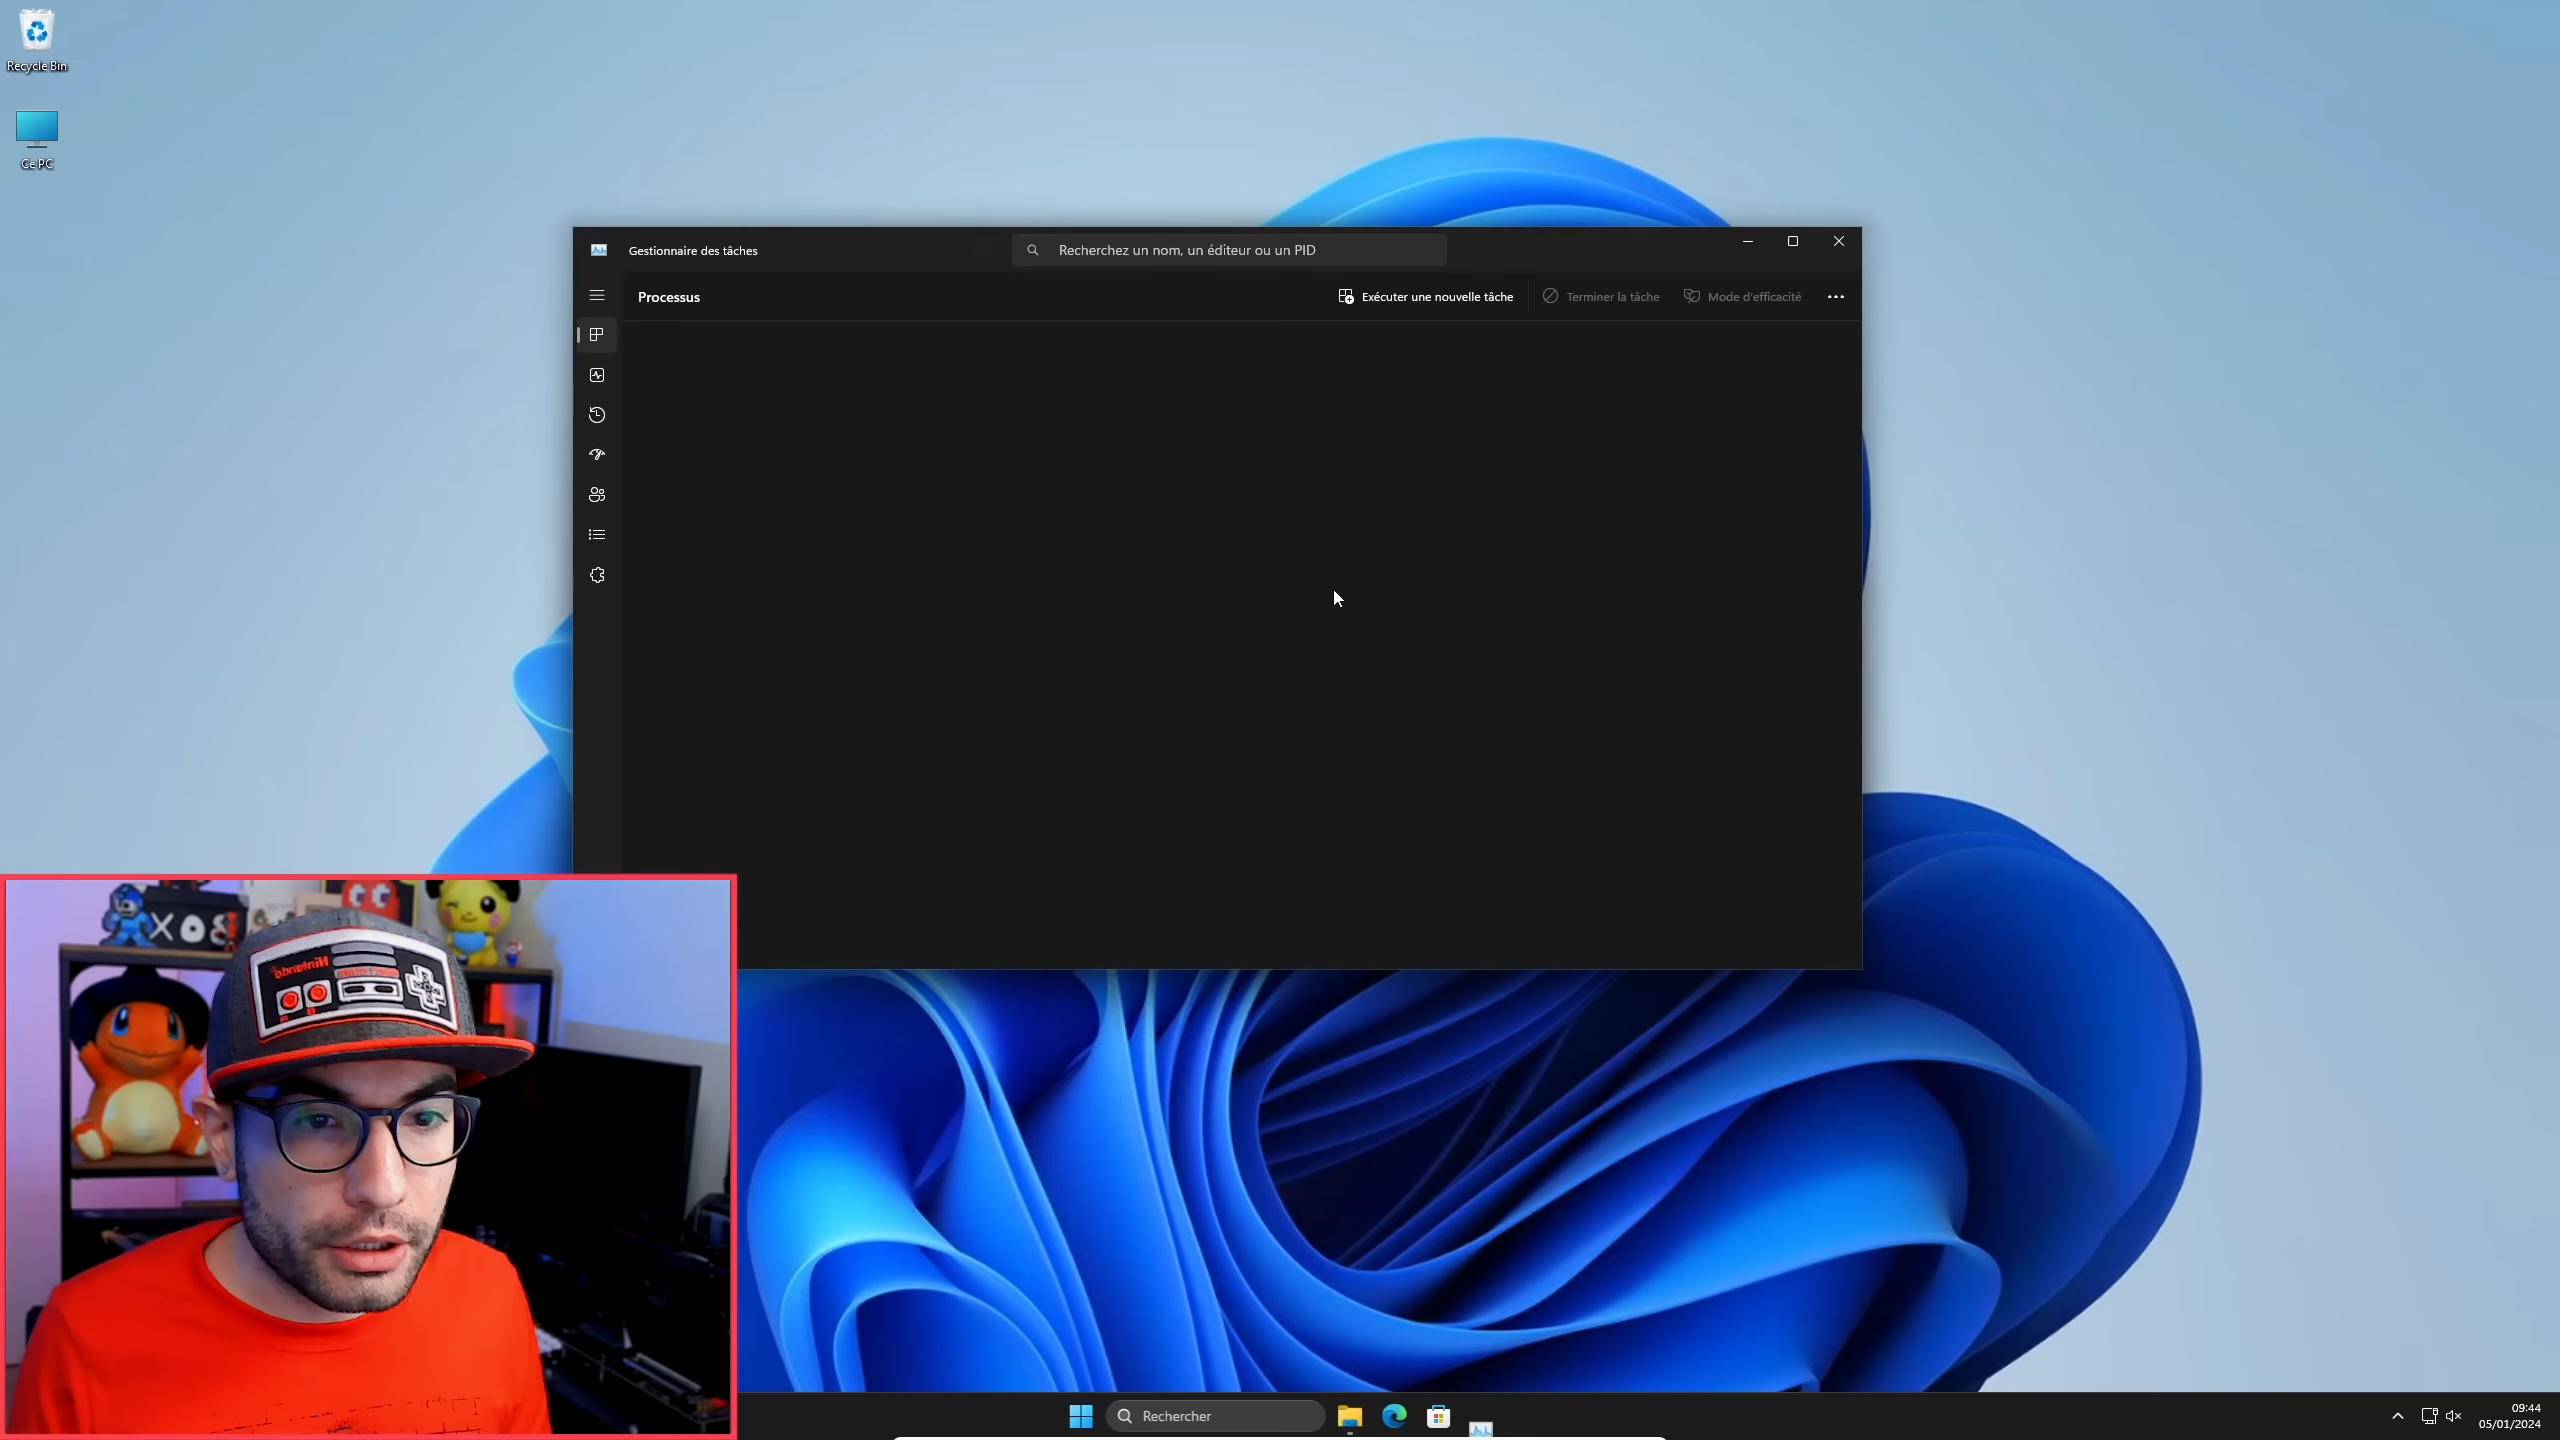 Recycle Bin
Ce PC
Gestionnaire des tâches
Recherchez un nom, un éditeur ou un PID
Processus
Exécuter une nouvelle tâche
Terminer la tâche
Mode d'efficacité
Nintendo
Rechercher
09:44
05/01/2024